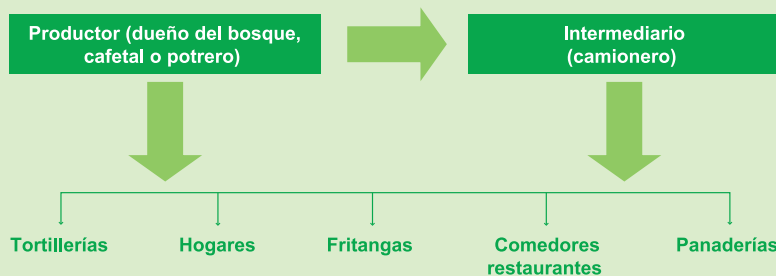 Productor (dueño del bosque,
cafetal o potrero)
Intermediario
(camionero)
Tortillerías
Hogares
Fritangas
Comedores
restaurantes
Panaderías